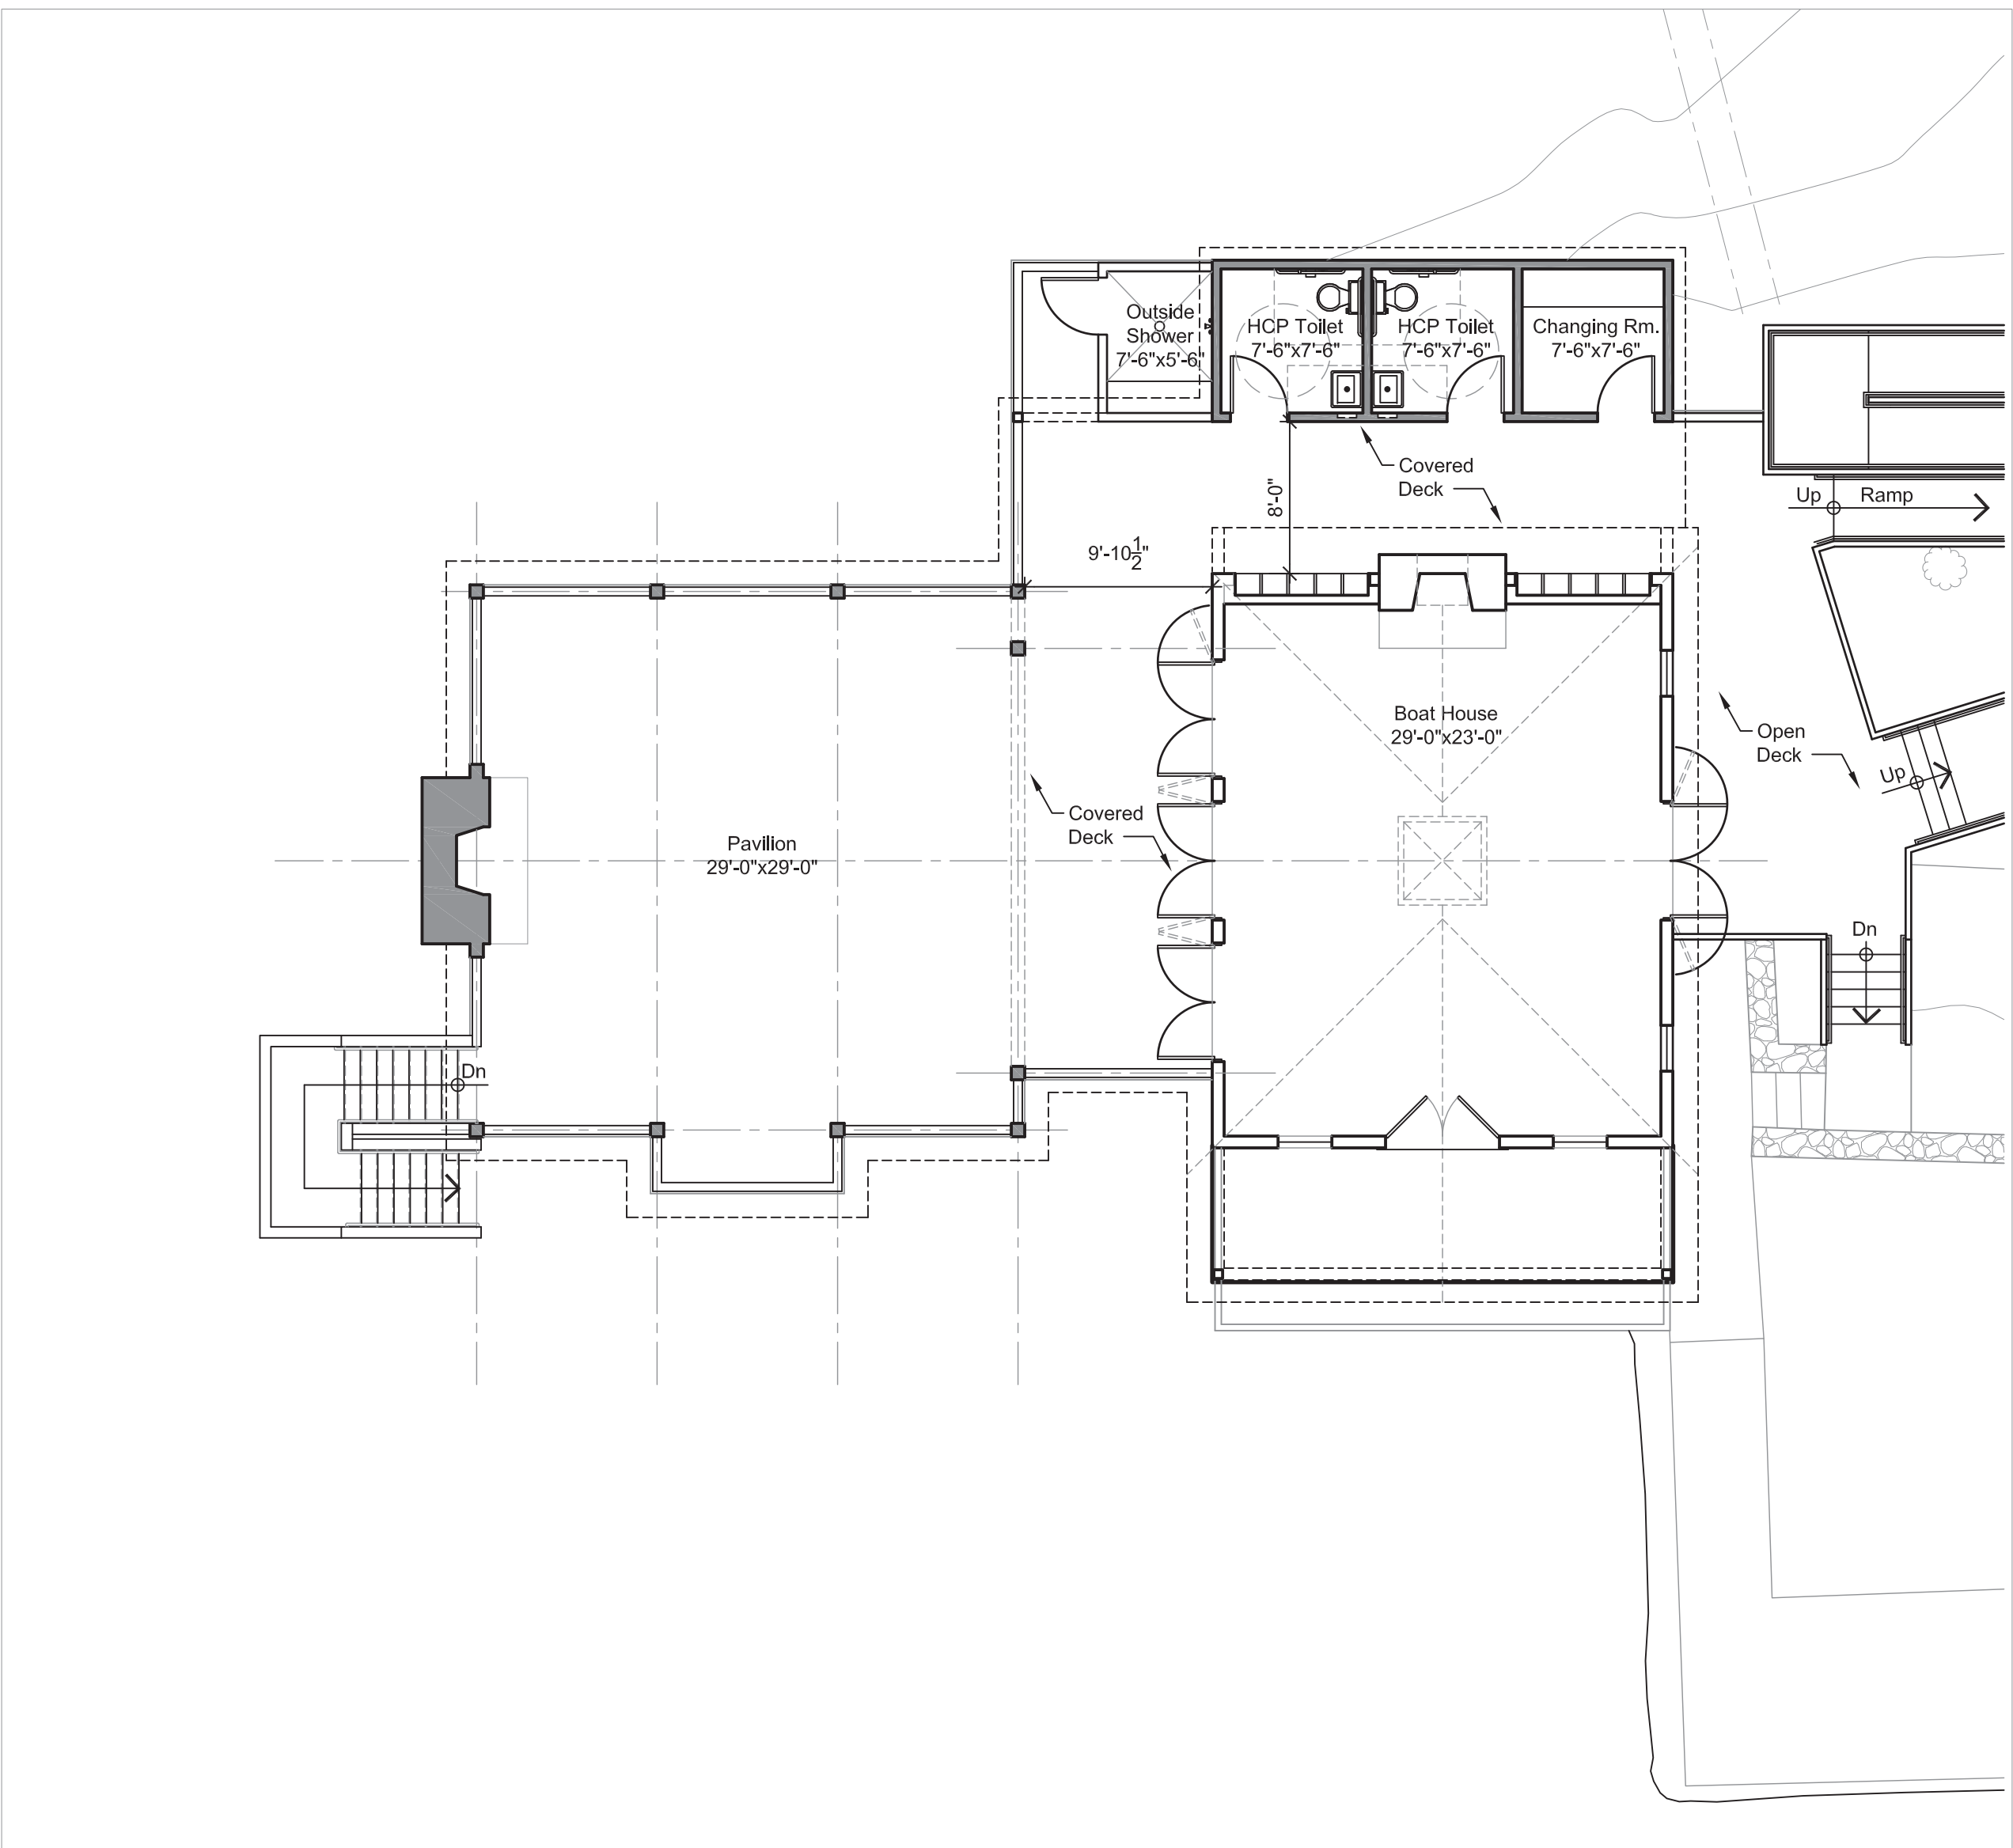 Outside
Shower
7'-6"x5'-6"
HCP Toilet
7'-6"x7'-6"
HCP Toilet
7'-6"x7'-6"
Changing Rm.
7'-6"x7'-6"
Covered
Deck
8'-0"
Up
Ramp
9'-10 1/2"
Boat House
29'-0"x23'-0"
Open
Deck
Up
Covered
Deck
Pavilion
29'-0"x29'-0"
Dn
Dn